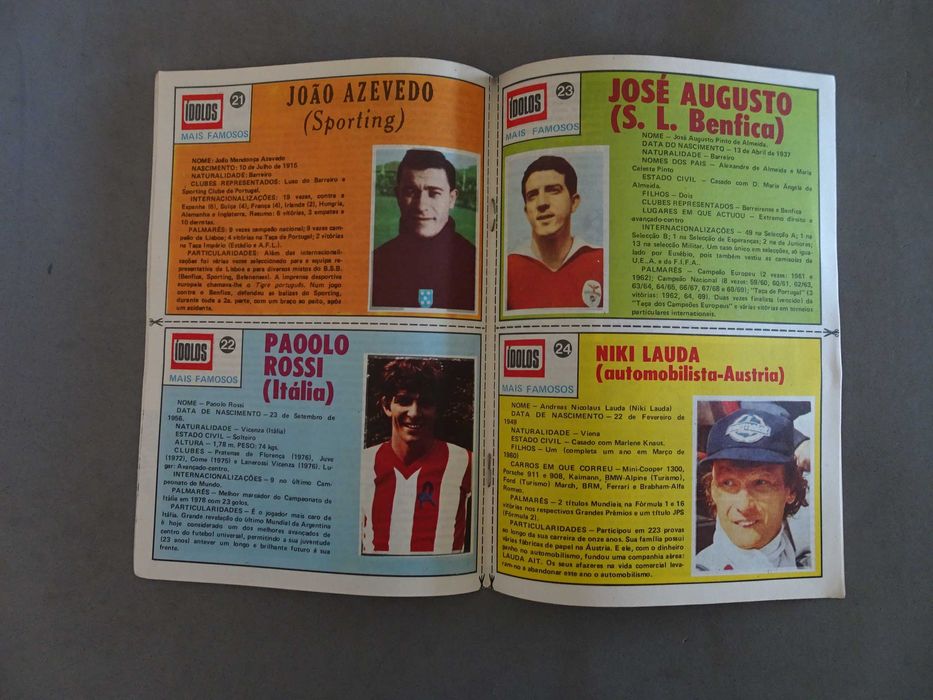 ÍDOLOS
21
MAIS FAMOSOS
JOÃO AZEVEDO
(Sporting)
NOME: João Mendonça Azevedo
NASCIMENTO: 10 de Julho de 1915
NATURALIDADE: Barreiro
CLUBES REPRESENTADOS: Luso do Barreiro e
Sporting Clube de Portugal.
INTERNACIONALIZAÇÕES: 19 vezes, contra e
Espanha (6), Suíça (4), França (4), Irlanda (2), Hungria,
Alemanha e Inglaterra. Resumo: 6 vitórias, 3 empates e
10 derrotas.
PALMARÉS: 9 vezes campeão nacional; 9 vezes cam-
peão de Lisboa; 4 vitórias na Taça de Portugal; 2 vitórias
na Taça Império (Estádio e A.F.L.).
PARTICULARIDADES: Além das internacionali-
zações foi várias vezes seleccionado para a equipa re-
presentativa de Lisboa e para diversos mistos do B.S.B.
(Benfica, Sporting, Belenenses). A imprensa desportiva
europeia chamava-lhe o Tigre português. Num jogo
contra o Benfica, defendeu as balizas do Sporting,
durante toda a 2a. parte, com um braço ao peito, após
um acidente.
ÍDOLOS
22
MAIS FAMOSOS
PAOOLO
ROSSI
(Itália)
NOME — Paoolo Rossi
DATA DE NASCIMENTO — 23 de Setembro de
1956.
NATURALIDADE — Vicenza (Itália)
ESTADO CIVIL — Solteiro
ALTURA — 1,78 m. PESO: 74 kgs.
CLUBES — Pratense de Florença (1976), Juve
(1972), Come (1975) e Lanerossi Vicenza (1976). Lu-
gar: Avançado-centro.
INTERNACIONALIZAÇÕES — 9 no último Cam-
peonato do Mundo.
PALMARÉS — Melhor marcador do Campeonato de
Itália em 1978 com 23 golos.
PARTICULARIDADES — É o jogador mais caro de
Itália. Grande revelação do último Mundial da Argentina
é hoje considerado um dos melhores avançados de
centro do futebol universal, permitindo a sua juventude
(23 anos) antever um longo e brilhante futuro à sua
frente.
ÍDOLOS
23
MAIS FAMOSOS
JOSÉ AUGUSTO
(S. L. Benfica)
NOME — José Augusto Pinto de Almeida.
DATA DO NASCIMENTO — 13 de Abril de 1937
NATURALIDADE — Barreiro
NOMES DOS PAIS — Alexandre de Almeida e Maria
Celeste Pinto
ESTADO CIVIL — Casado com D. Maria Ângela de
Almeida.
FILHOS — Dois
CLUBES REPRESENTADOS — Barreirense e Benfica
LUGARES EM QUE ACTUOU — Extremo direito e
avançado-centro
INTERNACIONALIZAÇÕES — 49 na Selecção A; 1 na
Selecção B; 1 na Selecção de Esperanças; 2 na de Juniores;
13 na selecção Militar. Um caso único em selecções, só igua-
lado por Eusébio, pois também vestiu as camisolas da
U.E.A. e da F.I.F.A.
PALMARÉS — Campeão Europeu (2 vezes: 1961 e
1962); Campeão Nacional (8 vezes: 59/60, 60/61, 62/63,
63/64, 64/65, 66/67, 67/68 e 68/69); "Taça de Portugal" (3
vitórias: 1962, 64, 69). Duas vezes finalista (vencido) da
"Taça dos Campeões Europeus" e várias vitórias em torneios
particulares internacionais.
ÍDOLOS
24
MAIS FAMOSOS
NIKI LAUDA
(automobilista-Austria)
NOME — Andreas Nicolaus Lauda (Niki Lauda)
DATA DE NASCIMENTO — 22 de Fevereiro de
1949
NATURALIDADE — Viena
ESTADO CIVIL — Casado com Marlene Knaus.
FILHOS — Um (completa um ano em Março de
1980)
CARROS EM QUE CORREU — Mini-Cooper 1300,
Porsche 911 e 908, Kaimann, BMW-Alpine (Turismo),
Ford (Turismo) March, BRM, Ferrari e Brabham-Alfa
Romeo.
PALMARÉS — 2 títulos Mundiais, na Fórmula 1 e 16
vitórias nos respectivos Grandes Prémios e um título JPS
(Fórmula 2).
PARTICULARIDADES — Participou em 223 provas
ao longo da sua carreira de onze anos. Sua família possui
várias fábricas de papel na Áustria. E ele, com o dinheiro
ganho no automobilismo, fundou uma companhia aérea:
LAUDA AIT. Os seus afazeres na vida comercial leva-
ram-no a abandonar este ano o automobilismo.
parmalat